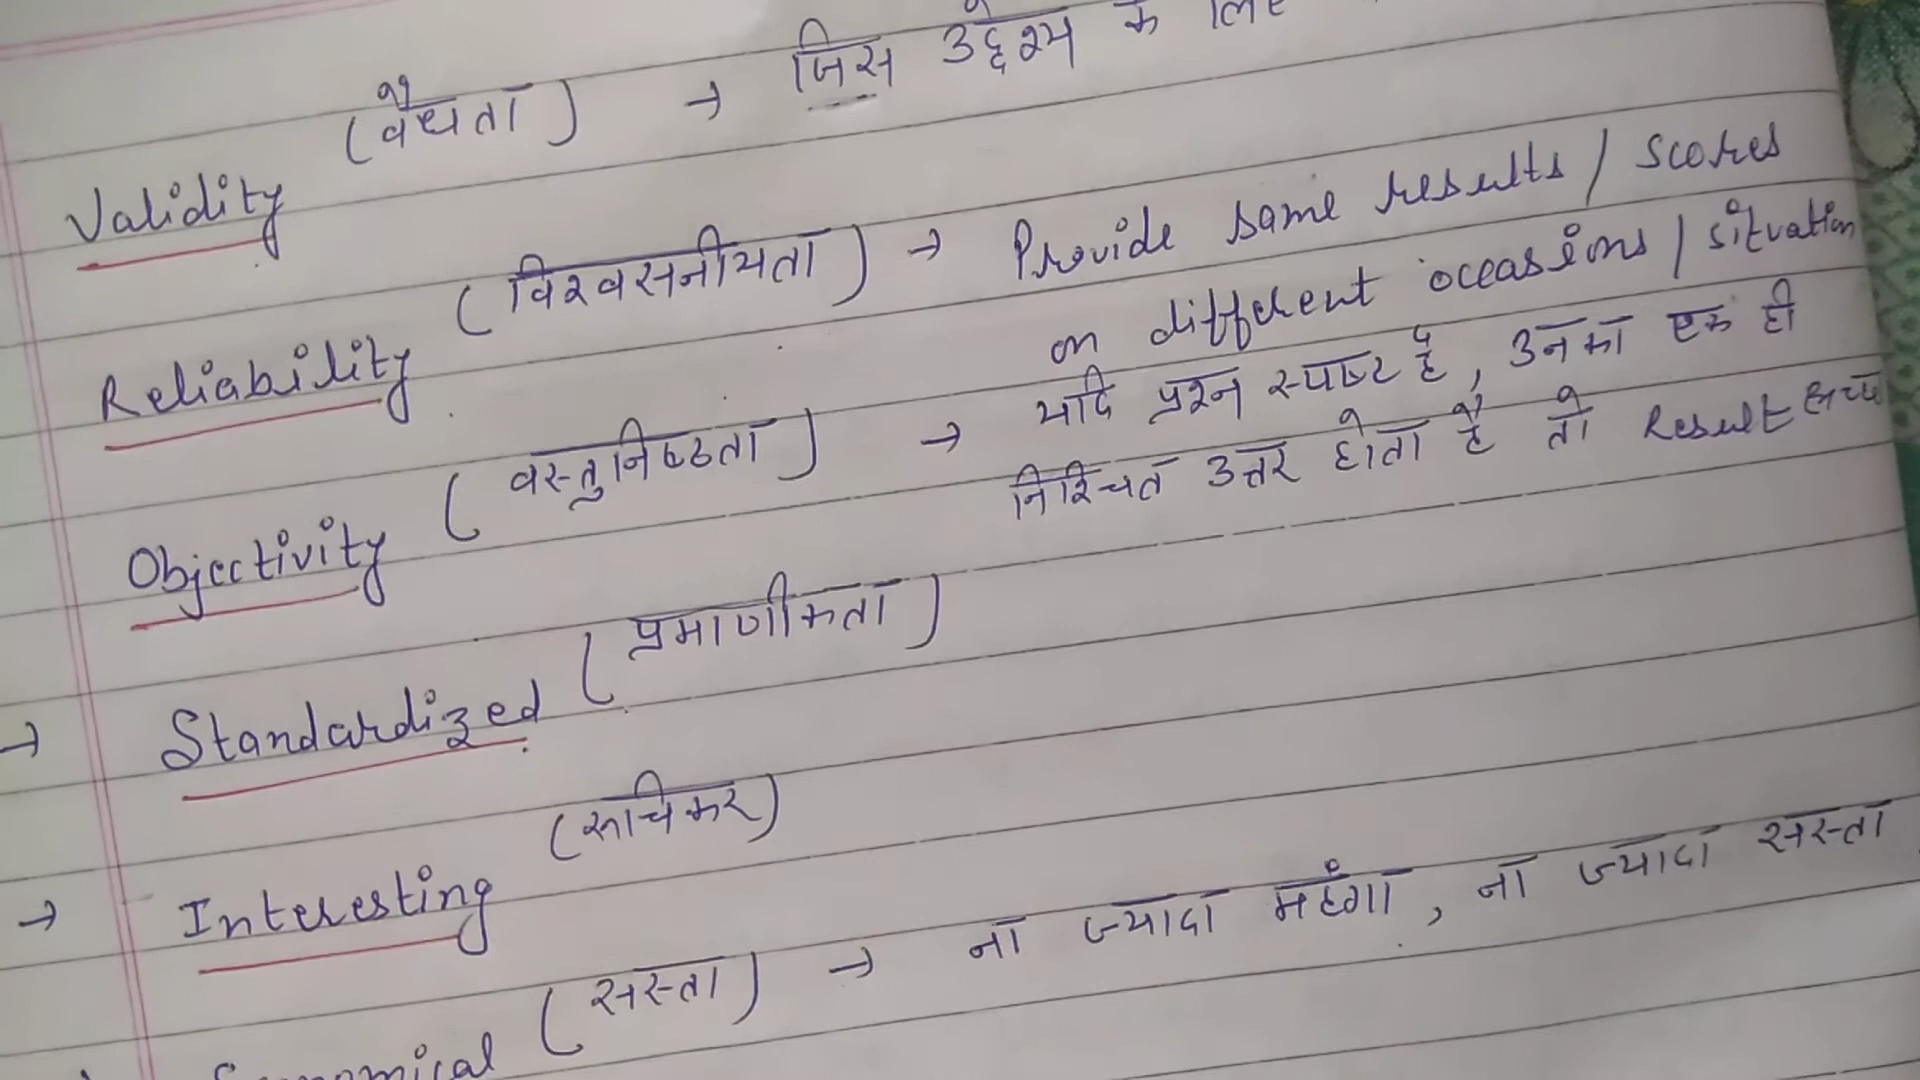 Validity (वैधता) → जिस उद्देश्य के लिए
Reliability (विश्वसनीयता) → Provide same results / scores
on different occasions / situation
Objectivity (वस्तुनिष्ठता) → यदि प्रश्न स्पष्ट है, उनका एक ही
निश्चित उत्तर होता है तो Result
→ Standardized (प्रमाणीकता)
→ Interesting (रूचिकर)
(सस्ता) → ना ज्यादा महंगा, ना ज्यादा सस्ता